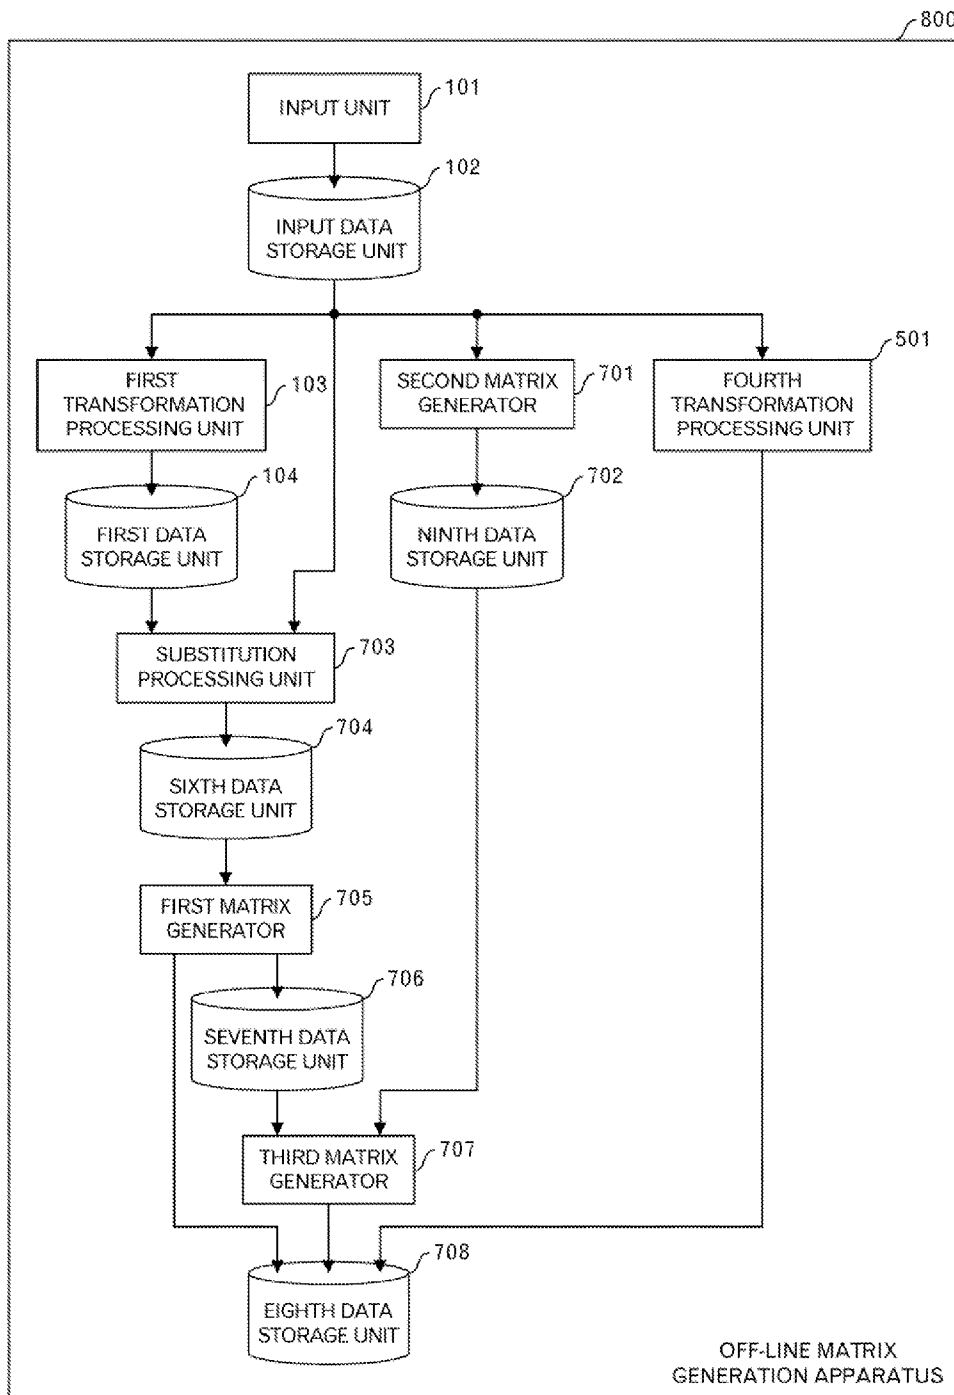 800
INPUT UNIT
101
102
INPUT DATA
STORAGE UNIT
FIRST
TRANSFORMATION
PROCESSING UNIT
103
SECOND MATRIX
GENERATOR
701
FOURTH
TRANSFORMATION
PROCESSING UNIT
501
104
FIRST DATA
STORAGE UNIT
702
NINTH DATA
STORAGE UNIT
SUBSTITUTION
PROCESSING UNIT
703
704
SIXTH DATA
STORAGE UNIT
FIRST MATRIX
GENERATOR
705
706
SEVENTH DATA
STORAGE UNIT
THIRD MATRIX
GENERATOR
707
708
EIGHTH DATA
STORAGE UNIT
OFF-LINE MATRIX
GENERATION APPARATUS